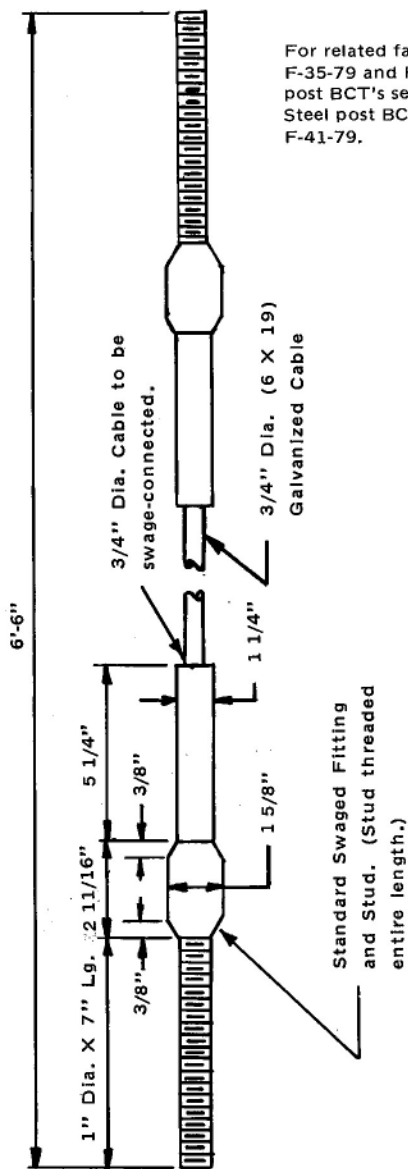 For related fa
F-35-79 and
post BCT's se
Steel post BC
F-41-79.
6'-6"
1" Dia. X 7" Lg.
2 11/16"
5 1/4"
3/8"
3/8"
1 5/8"
1 1/4"
3/4" Dia. Cable to be
swage-connected.
3/4" Dia. (6 X 19)
Galvanized Cable
Standard Swaged Fitting
and Stud. (Stud threaded
entire length.)